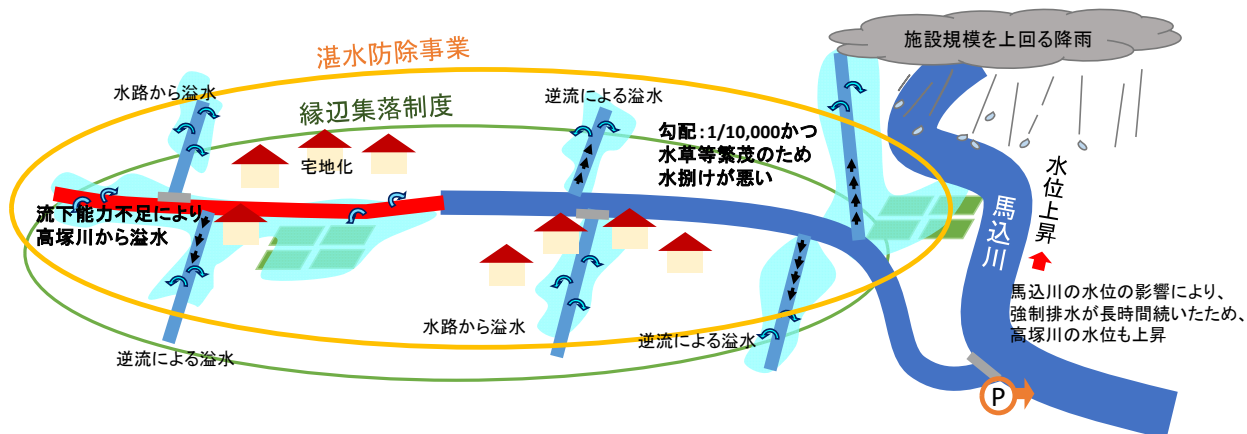 施設規模を上回る降雨
湛水防除事業
水路から溢水
逆流による溢水
縁辺集落制度
勾配:1/10,000かつ
水草等繁茂のため
水捌けが悪い
宅地化
流下能力不足により、
高塚川から溢水
馬込川
水位上昇
馬込川の水位の影響により、
強制排水が長時間続いたため、
高塚川の水位も上昇
水路から溢水
逆流による溢水
逆流による溢水
P